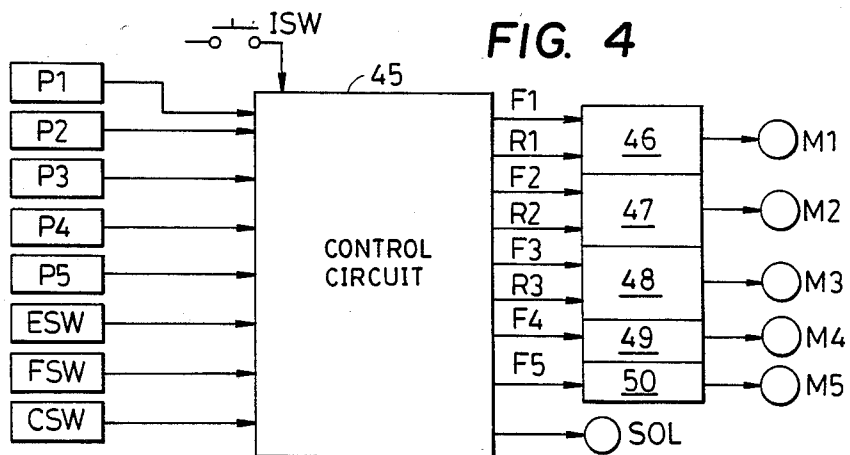 ISW
FIG. 4
45
P1
P2
P3
P4
P5
ESW
FSW
CSW
CONTROL
CIRCUIT
F1
R1
F2
R2
F3
R3
F4
F5
46
47
48
49
50
M1
M2
M3
M4
M5
SOL